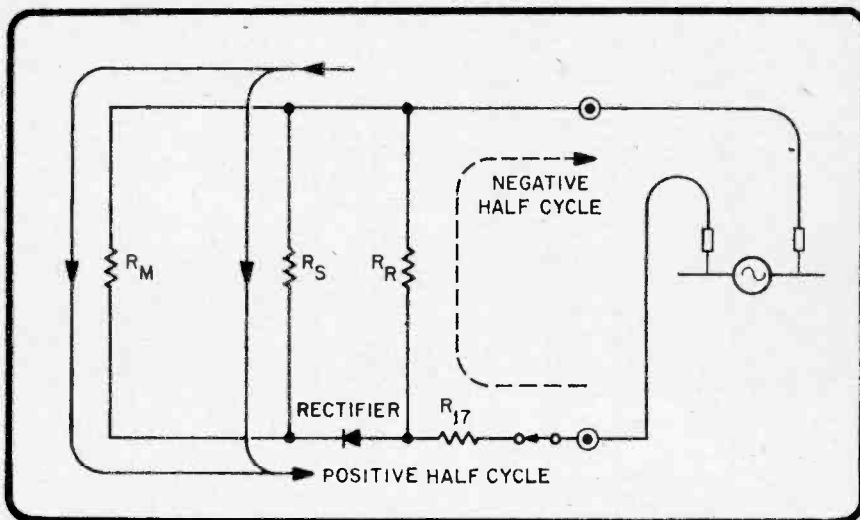 NEGATIVE
HALF CYCLE
R_M
R_S
R_R
RECTIFIER
R_17
POSITIVE HALF CYCLE